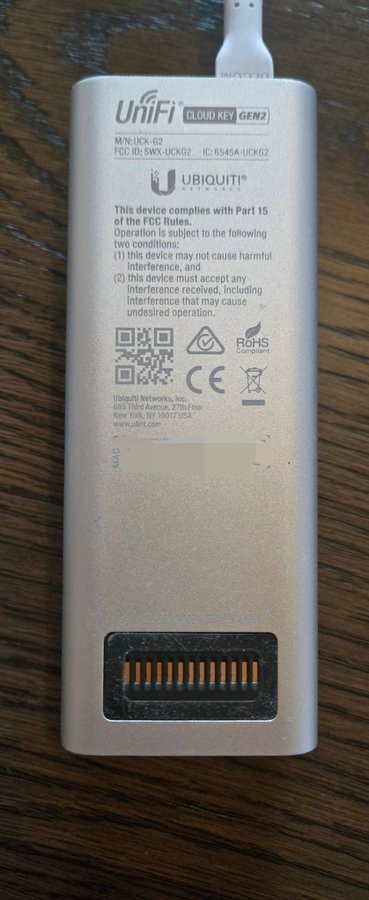 UniFi® CLOUD KEY GEN2
M/N: UCK-G2
FCC ID: SWX-UCKG2 IC: 6545A-UCKG2
UBIQUITI®
NETWORKS
This device complies with Part 15
of the FCC Rules.
Operation is subject to the following
two conditions:
(1) this device may not cause harmful
interference, and
(2) this device must accept any
interference received, including
interference that may cause
undesired operation.
RoHS
Compliant
CE
Ubiquiti Networks, Inc.
685 Third Avenue, 27th Floor
New York, NY 10017 USA
www.ubnt.com
MAC